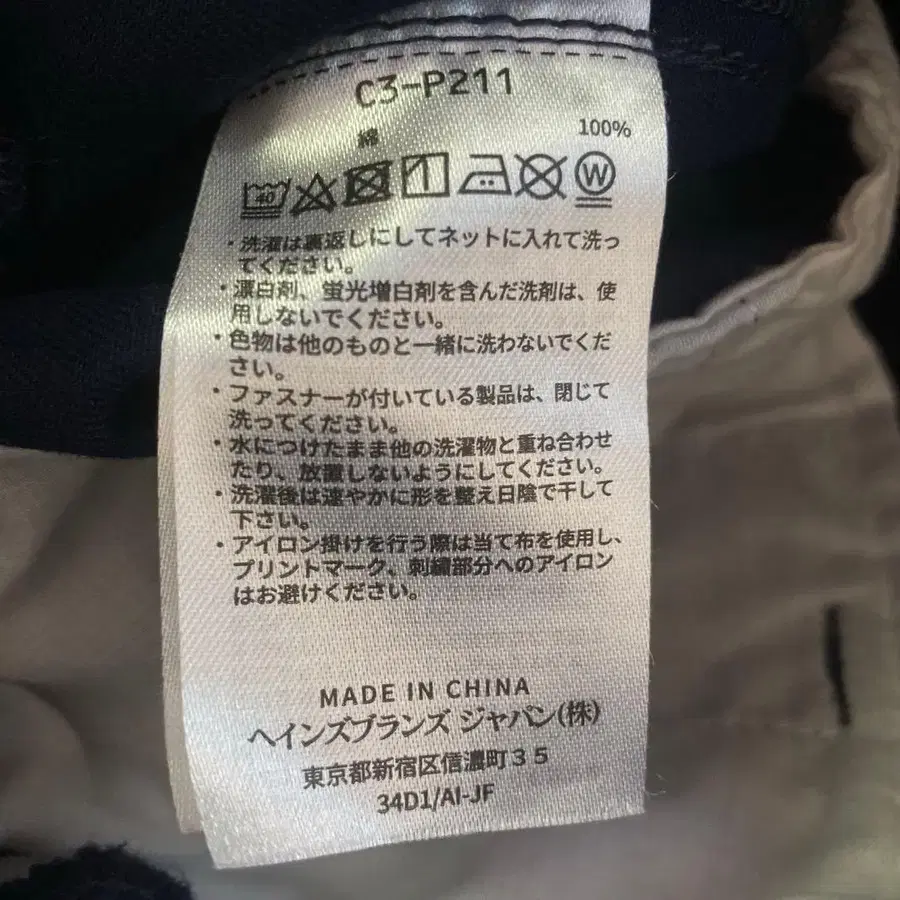 C3-P211
綿 100%
40 W
・洗濯は裏返しにしてネットに入れて洗っ
てください。
・漂白剤、蛍光増白剤を含んだ洗剤は、使
用しないでください。
・色物は他のものと一緒に洗わないでくだ
さい。
・ファスナーが付いている製品は、閉じて
洗ってください。
・水につけたまま他の洗濯物と重ね合わせ
たり、放置しないようにしてください。
・洗濯後は速やかに形を整え日陰で干して
下さい。
・アイロン掛けを行う際は当て布を使用し、
プリントマーク、刺繍部分へのアイロン
はお避けください。
MADE IN CHINA
ヘインズブランズ ジャパン(株)
東京都新宿区信濃町35
34D1/AI-JF